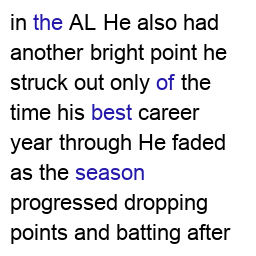 in the AL He also had
another bright point he
struck out only of the
time his best career
year through He faded
as the season
progressed dropping
points and batting after